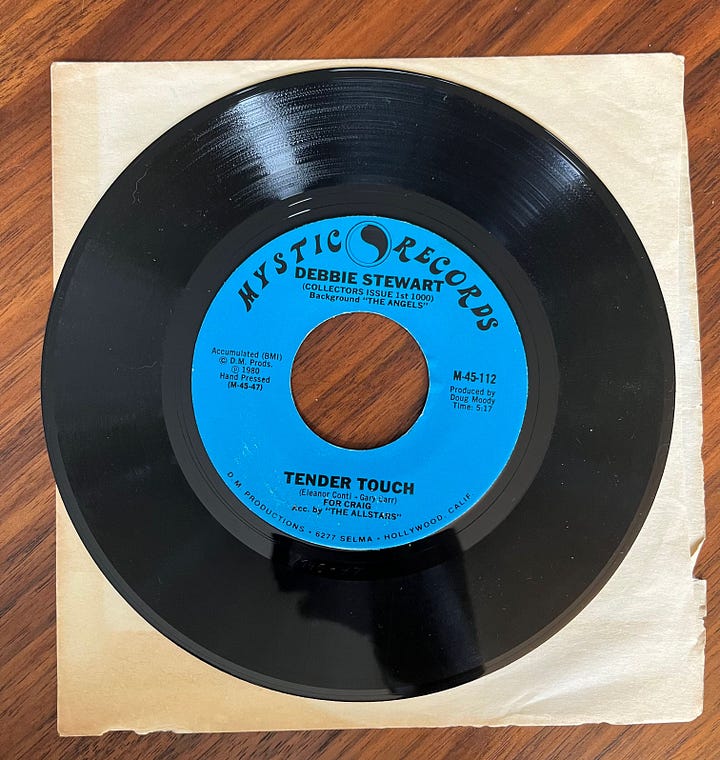 MYSTIC RECORDS
DEBBIE STEWART
(COLLECTORS ISSUE 1st 1000)
Background "THE ANGELS"
Accumulated (BMI)
© D.M. Prods.
℗ 1980
Hand Pressed
(M-45-47)
M-45-112
Produced by
Doug Moody
Time: 5:17
TENDER TOUCH
(Eleanor Conti - Gary
FOR CRAIG
Acc. by "THE ALLSTARS"
D.M. PRODUCTIONS • 6277 SELMA • HOLLYWOOD, CALIF.